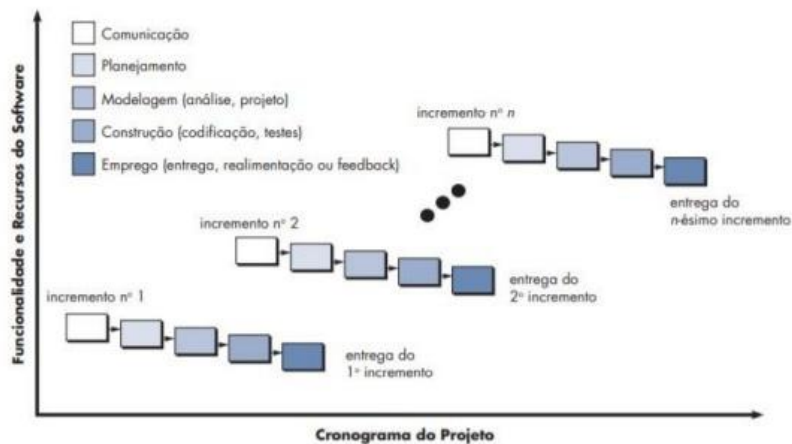 Funcionalidade e Recursos do Software
Comunicação
Planejamento
Modelagem (análise, projeto)
Construção (codificação, testes)
Emprego (entrega, realimentação ou feedback)
incremento nº n
entrega do
n-ésimo incremento
incremento nº 2
entrega do
2º incremento
incremento nº 1
entrega do
1º incremento
Cronograma do Projeto